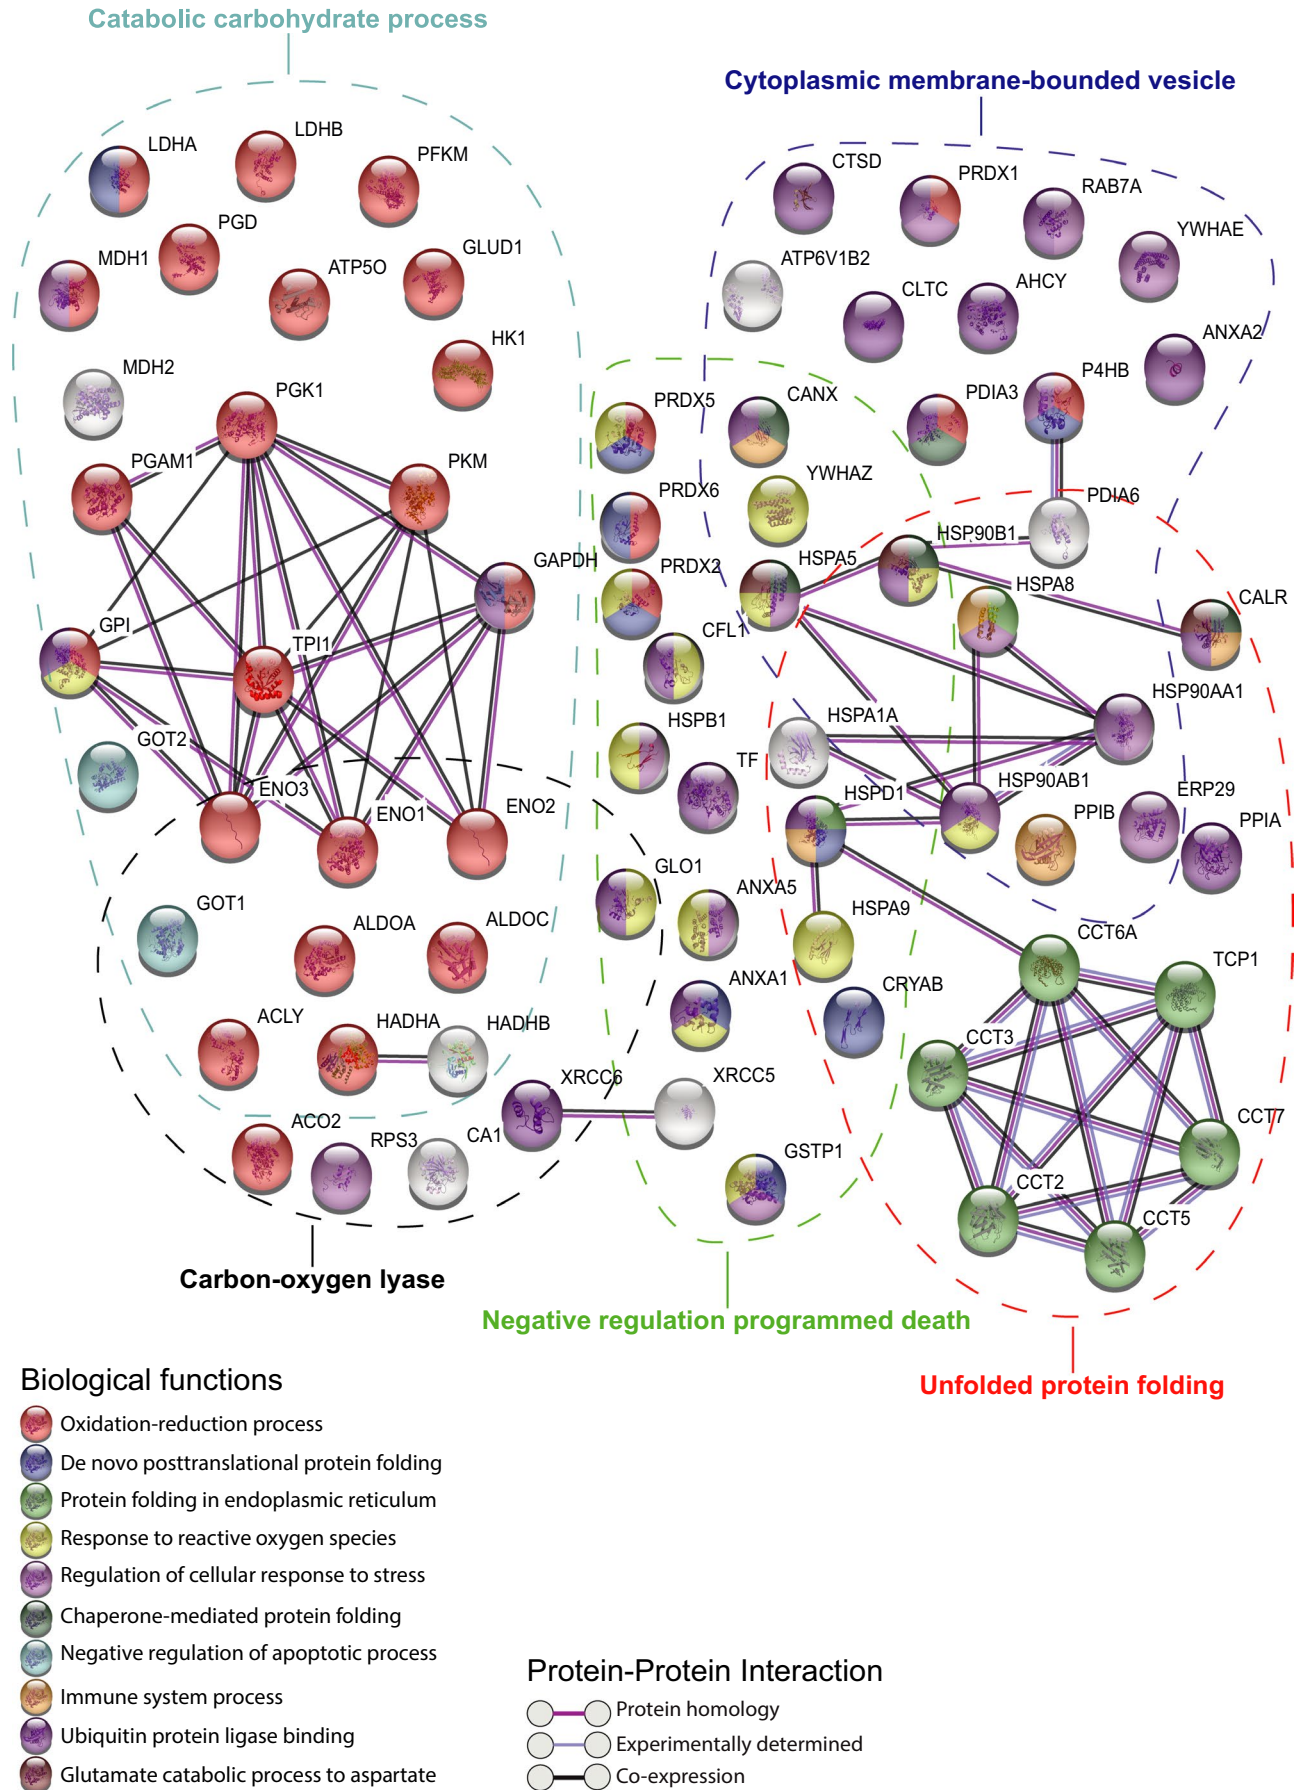 Catabolic carbohydrate process
Cytoplasmic membrane-bounded vesicle
LDHA
LDHB
PFKM
CTSD
PRDX1
RAB7A
PGD
YWHAE
MDH1
ATP5O
GLUD1
ATP6V1B2
CLTC
AHCY
HK1
ANXA2
MDH2
PGK1
PRDX5
CANX
PDIA3
P4HB
PGAM1
PKM
YWHAZ
PRDX6
PDIA6
GAPDH
PRDX2
HSPA5
HSP90B1
HSPA8
CALR
GPI
TPI1
CFL1
HSP90AA1
GOT2
HSPB1
HSPA1A
TF
ENO3
ENO1
ENO2
HSPD1
HSP90AB1
PPIB
ERP29
PPIA
GLO1
ANXA5
HSPA9
GOT1
ALDOA
ALDOC
CCT6A
TCP1
ANXA1
CRYAB
ACLY
HADHA
HADHB
CCT3
XRCC6
XRCC5
ACO2
RPS3
CA1
CCT7
GSTP1
CCT2
CCT5
Carbon-oxygen lyase
Negative regulation programmed death
Unfolded protein folding
Biological functions
Oxidation-reduction process
De novo posttranslational protein folding
Protein folding in endoplasmic reticulum
Response to reactive oxygen species
Regulation of cellular response to stress
Chaperone-mediated protein folding
Negative regulation of apoptotic process
Immune system process
Ubiquitin protein ligase binding
Glutamate catabolic process to aspartate
Protein-Protein Interaction
Protein homology
Experimentally determined
Co-expression